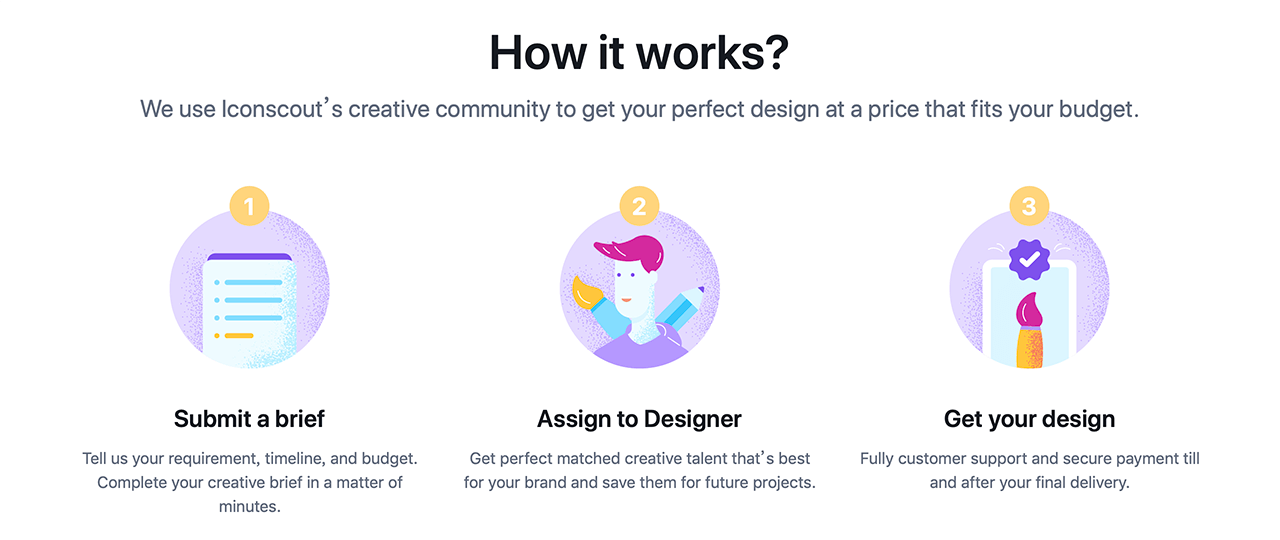 How it works?
We use Iconscout’s creative community to get your perfect design at a price that fits your budget.
1
2
3
Submit a brief
Tell us your requirement, timeline, and budget.
Complete your creative brief in a matter of
minutes.
Assign to Designer
Get perfect matched creative talent that’s best
for your brand and save them for future projects.
Get your design
Fully customer support and secure payment till
and after your final delivery.